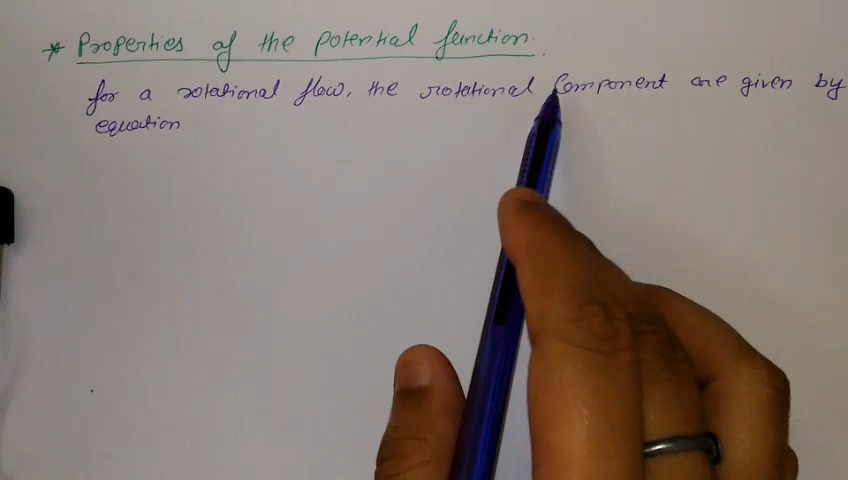 * Properties of the potential function.
for a rotational flow, the rotational component are given by
equation